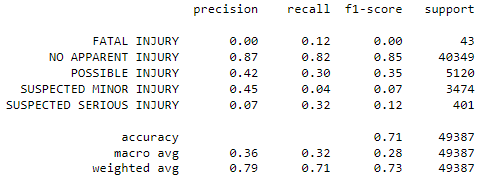 precision recall f1-score support
FATAL INJURY 0.00 0.12 0.00 43
NO APPARENT INJURY 0.87 0.82 0.85 40349
POSSIBLE INJURY 0.42 0.30 0.35 5120
SUSPECTED MINOR INJURY 0.45 0.04 0.07 3474
SUSPECTED SERIOUS INJURY 0.07 0.32 0.12 401
accuracy 0.71 49387
macro avg 0.36 0.32 0.28 49387
weighted avg 0.79 0.71 0.73 49387